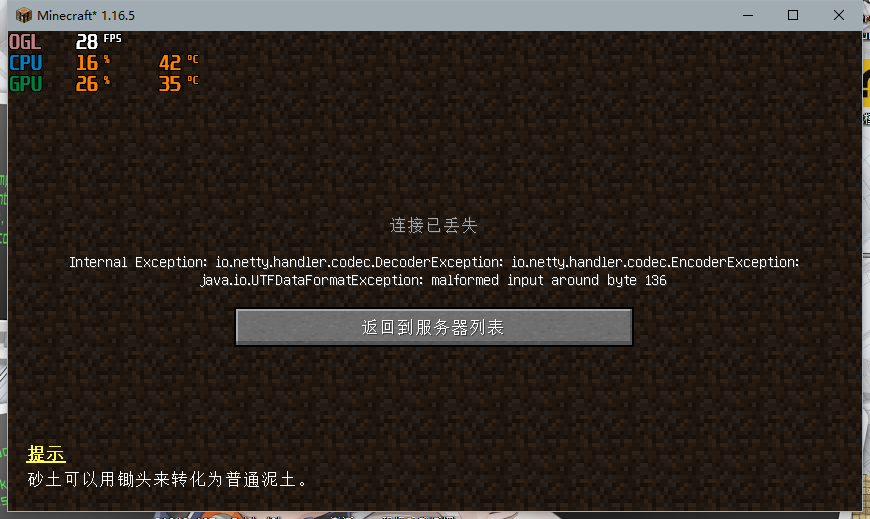 Minecraft* 1.16.5
OGL 28 FPS
CPU 16 % 42 °C
GPU 26 % 35 °C
连接已丢失
Internal Exception: io.netty.handler.codec.DecoderException: io.netty.handler.codec.EncoderException:
java.io.UTFDataFormatException: malformed input around byte 136
返回到服务器列表
提示
砂土可以用锄头来转化为普通泥土。